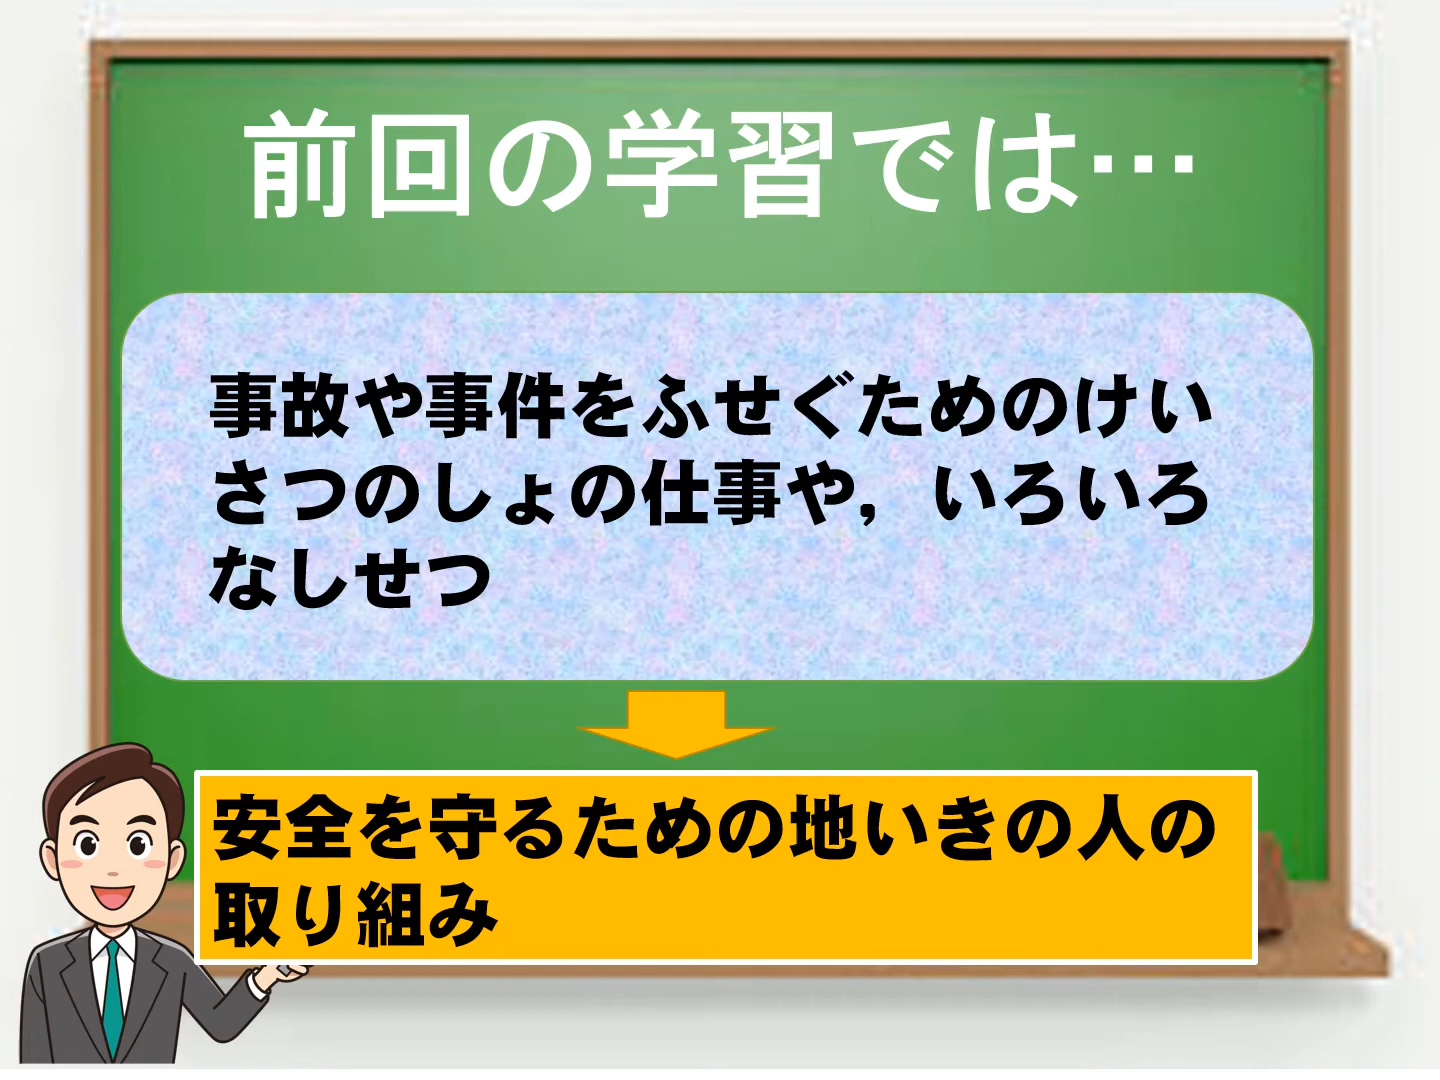 前回の学習では…
事故や事件をふせぐためのけい
さつのしょの仕事や，いろいろ
なしせつ
安全を守るための地いきの人の
取り組み